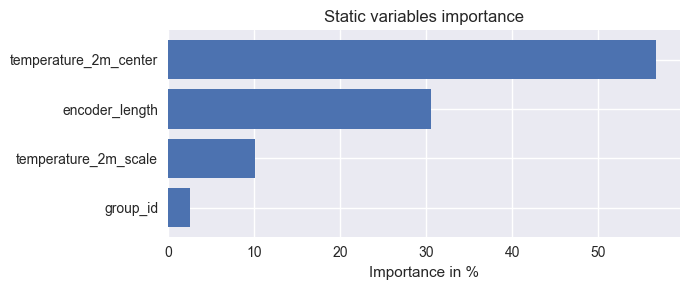 Static variables importance
temperature_2m_center
encoder_length
temperature_2m_scale
group_id
0 10 20 30 40 50
Importance in %